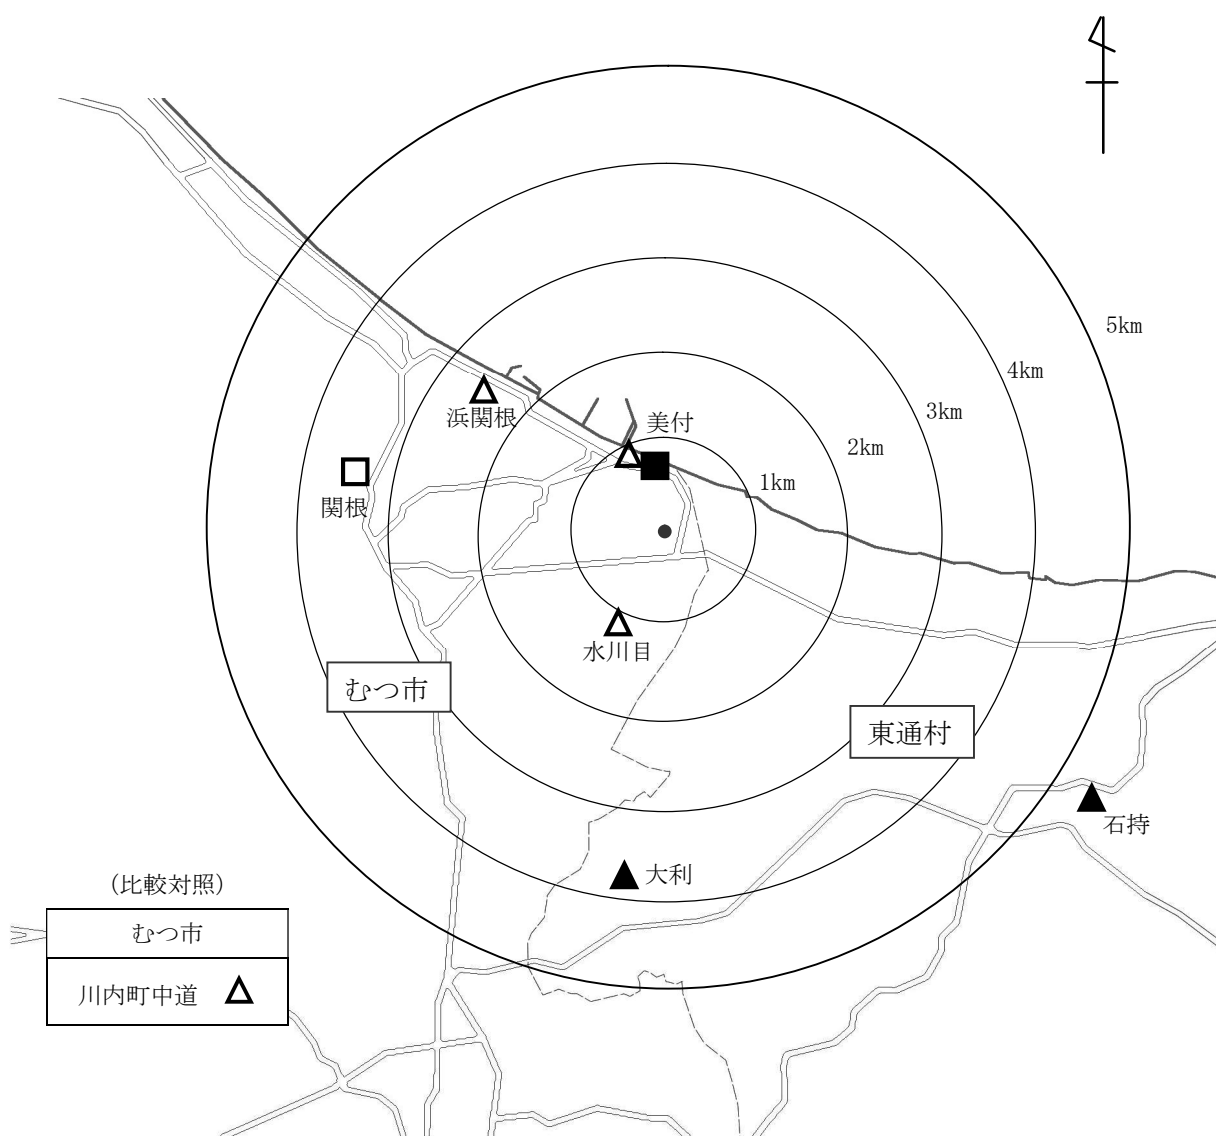 5km
4km
3km
2km
1km
美付
浜関根
関根
水川目
むつ市
東通村
石持
大利
（比較対照）
むつ市
川内町中道